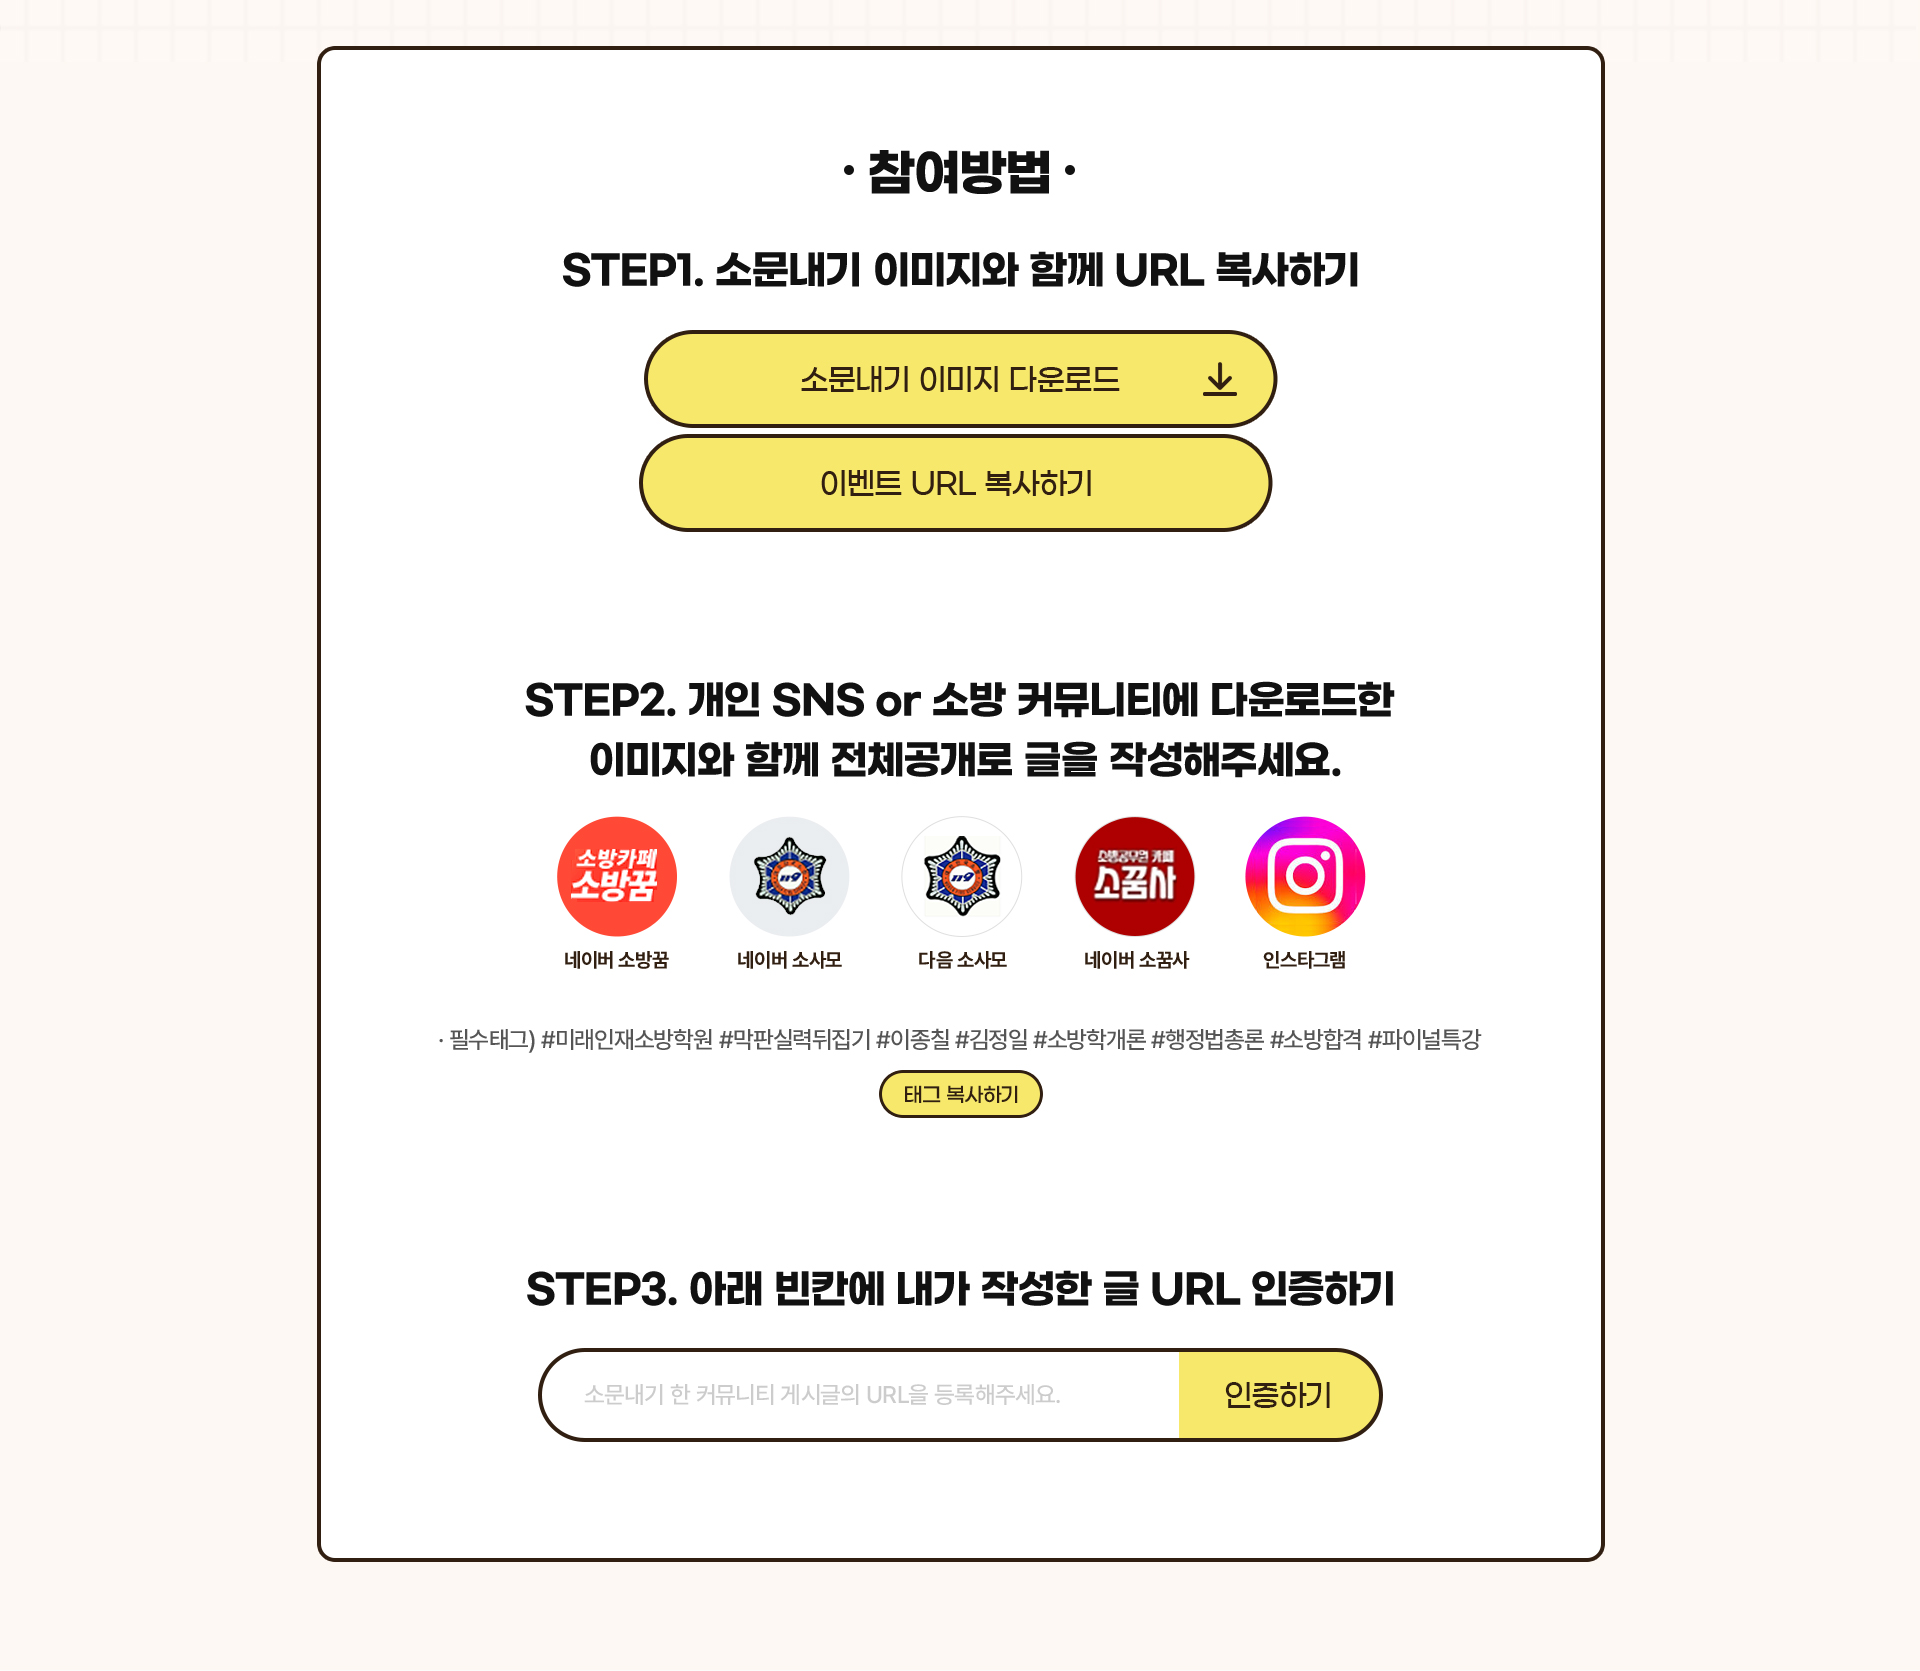 · 참여방법 ·
STEP1. 소문내기 이미지와 함께 URL 복사하기
소문내기 이미지 다운로드
이벤트 URL 복사하기
STEP2. 개인 SNS or 소방 커뮤니티에 다운로드한
이미지와 함께 전체공개로 글을 작성해주세요.
소방카페
소방꿈
119
119
소방공무원 카페
소꿈사
네이버 소방꿈
네이버 소사모
다음 소사모
네이버 소꿈사
인스타그램
· 필수태그) #미래인재소방학원 #막판실력뒤집기 #이종칠 #김정일 #소방학개론 #행정법총론 #소방합격 #파이널특강
태그 복사하기
STEP3. 아래 빈칸에 내가 작성한 글 URL 인증하기
소문내기 한 커뮤니티 게시글의 URL을 등록해주세요.
인증하기